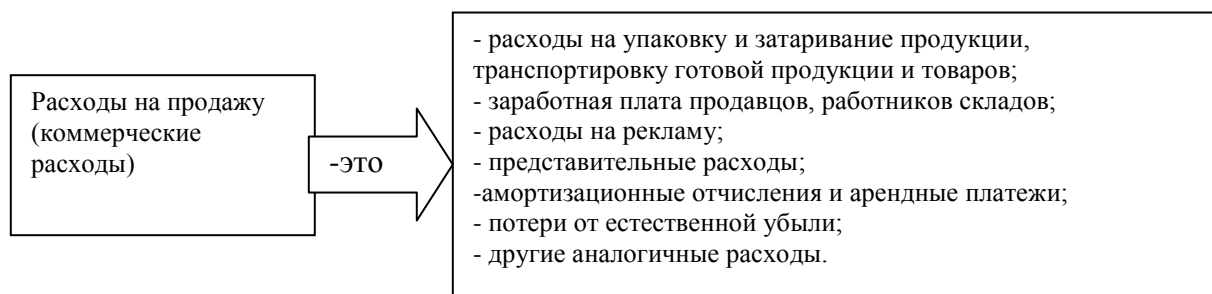 Расходы на продажу
(коммерческие
расходы)
-это
- расходы на упаковку и затаривание продукции,
транспортировку готовой продукции и товаров;
- заработная плата продавцов, работников складов;
- расходы на рекламу;
- представительные расходы;
-амортизационные отчисления и арендные платежи;
- потери от естественной убыли;
- другие аналогичные расходы.